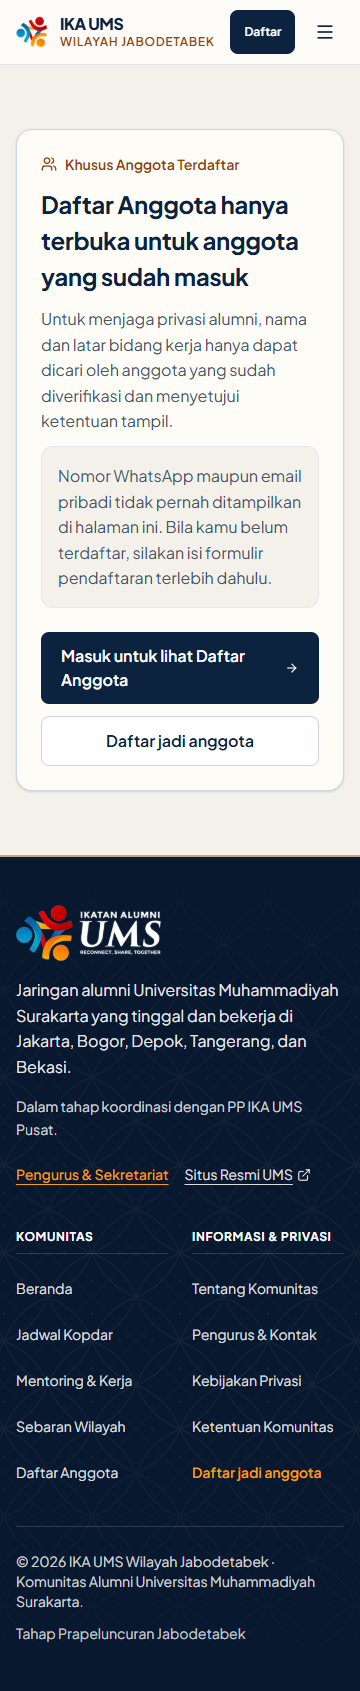 IKA UMS
WILAYAH JABODETABEK
Daftar
Khusus Anggota Terdaftar
Daftar Anggota hanya
terbuka untuk anggota
yang sudah masuk
Untuk menjaga privasi alumni, nama
dan latar bidang kerja hanya dapat
dicari oleh anggota yang sudah
diverifikasi dan menyetujui
ketentuan tampil.
Nomor WhatsApp maupun email
pribadi tidak pernah ditampilkan
di halaman ini. Bila kamu belum
terdaftar, silakan isi formulir
pendaftaran terlebih dahulu.
Masuk untuk lihat Daftar
Anggota
Daftar jadi anggota
IKATAN ALUMNI
UMS
RECONNECT, SHARE, TOGETHER
Jaringan alumni Universitas Muhammadiyah
Surakarta yang tinggal dan bekerja di
Jakarta, Bogor, Depok, Tangerang, dan
Bekasi.
Dalam tahap koordinasi dengan PP IKA UMS
Pusat.
Pengurus & Sekretariat
Situs Resmi UMS
KOMUNITAS
Beranda
Jadwal Kopdar
Mentoring & Kerja
Sebaran Wilayah
Daftar Anggota
INFORMASI & PRIVASI
Tentang Komunitas
Pengurus & Kontak
Kebijakan Privasi
Ketentuan Komunitas
Daftar jadi anggota
© 2026 IKA UMS Wilayah Jabodetabek ·
Komunitas Alumni Universitas Muhammadiyah
Surakarta.
Tahap Prapeluncuran Jabodetabek